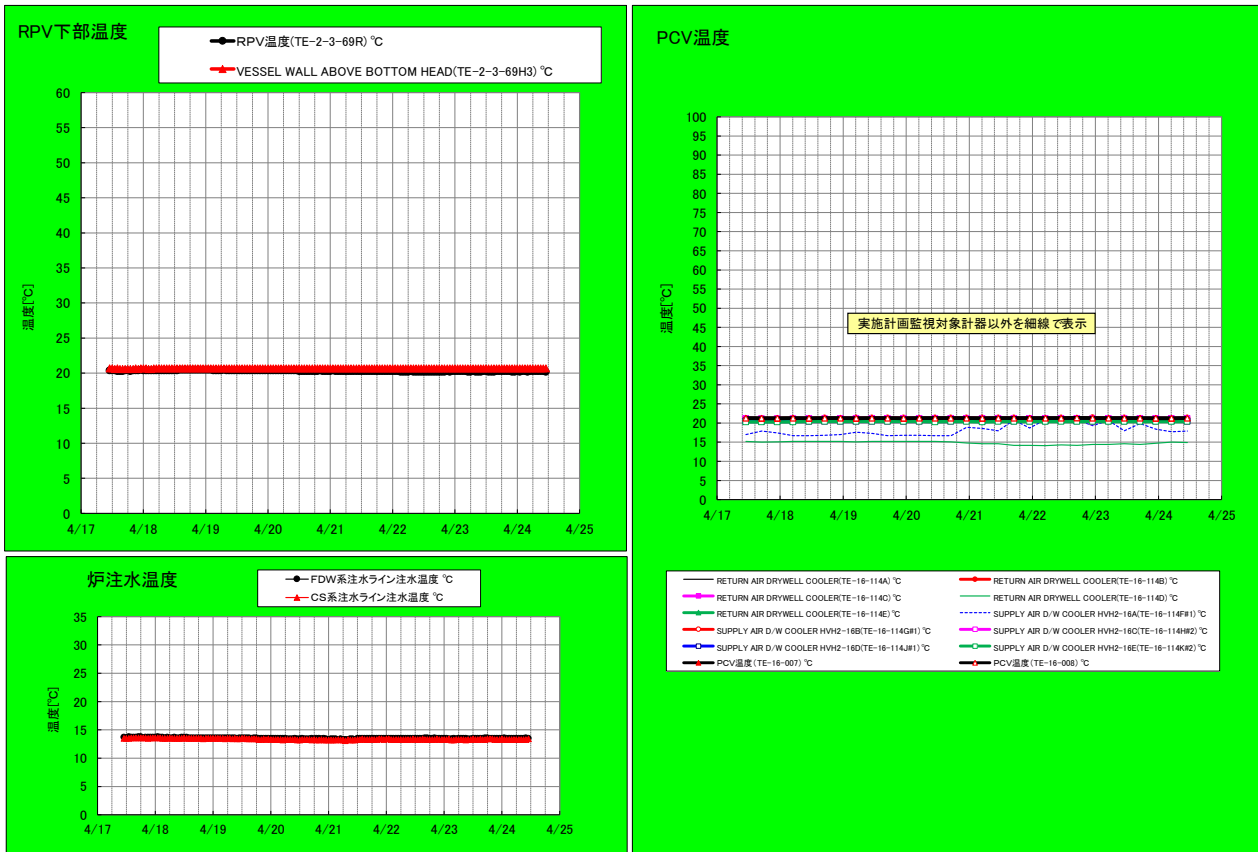 RPV下部温度
RPV温度(TE-2-3-69R) ℃
VESSEL WALL ABOVE BOTTOM HEAD(TE-2-3-69H3) ℃
60
55
50
45
40
35
30
25
20
15
10
5
0
温度[℃]
4/17 4/18 4/19 4/20 4/21 4/22 4/23 4/24 4/25
炉注水温度
FDW系注水ライン注水温度 ℃
CS系注水ライン注水温度 ℃
35
30
25
20
15
10
5
0
温度[℃]
4/17 4/18 4/19 4/20 4/21 4/22 4/23 4/24 4/25
PCV温度
100
95
90
85
80
75
70
65
60
55
50
45
40
35
30
25
20
15
10
5
0
温度[℃]
実施計画監視対象計器以外を細線で表示
4/17 4/18 4/19 4/20 4/21 4/22 4/23 4/24 4/25
RETURN AIR DRYWELL COOLER(TE-16-114A) ℃
RETURN AIR DRYWELL COOLER(TE-16-114B) ℃
RETURN AIR DRYWELL COOLER(TE-16-114C) ℃
RETURN AIR DRYWELL COOLER(TE-16-114D) ℃
RETURN AIR DRYWELL COOLER(TE-16-114E) ℃
SUPPLY AIR D/W COOLER HVH2-16A(TE-16-114F#1) ℃
SUPPLY AIR D/W COOLER HVH2-16B(TE-16-114G#1) ℃
SUPPLY AIR D/W COOLER HVH2-16C(TE-16-114H#2) ℃
SUPPLY AIR D/W COOLER HVH2-16D(TE-16-114J#1) ℃
SUPPLY AIR D/W COOLER HVH2-16E(TE-16-114K#2) ℃
PCV温度(TE-16-007) ℃
PCV温度(TE-16-008) ℃